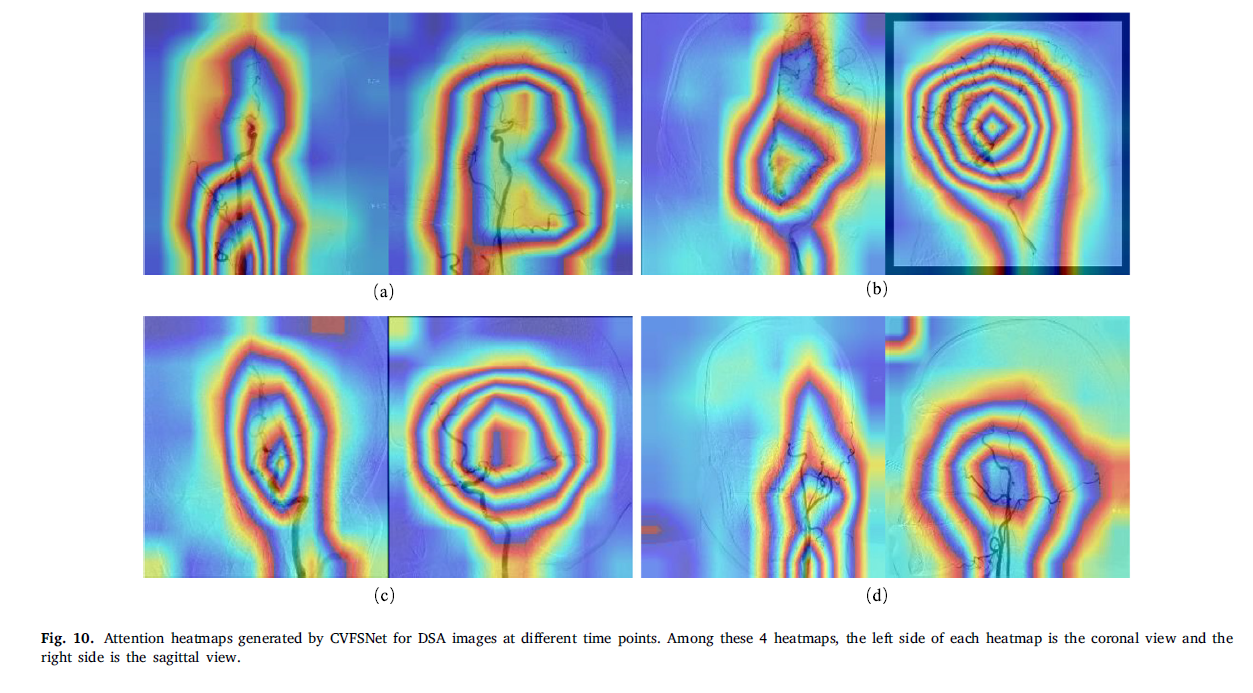 (a)
(b)
(c)
(d)
Fig. 10. Attention heatmaps generated by CVFSNet for DSA images at different time points. Among these 4 heatmaps, the left side of each heatmap is the coronal view and the
right side is the sagittal view.